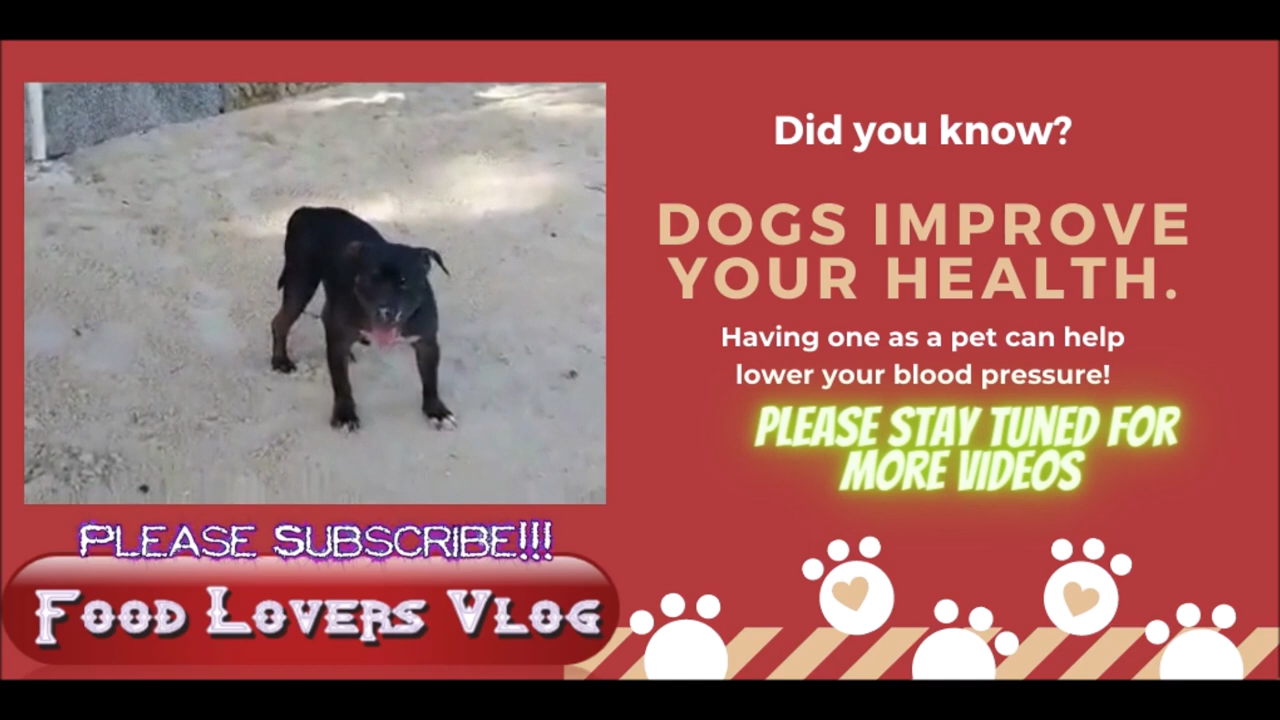 Did you know?
DOGS IMPROVE
YOUR HEALTH.
Having one as a pet can help
lower your blood pressure!
PLEASE STAY TUNED FOR
MORE VIDEOS
PLEASE SUBSCRIBE!!!
FOOD LOVERS VLOG